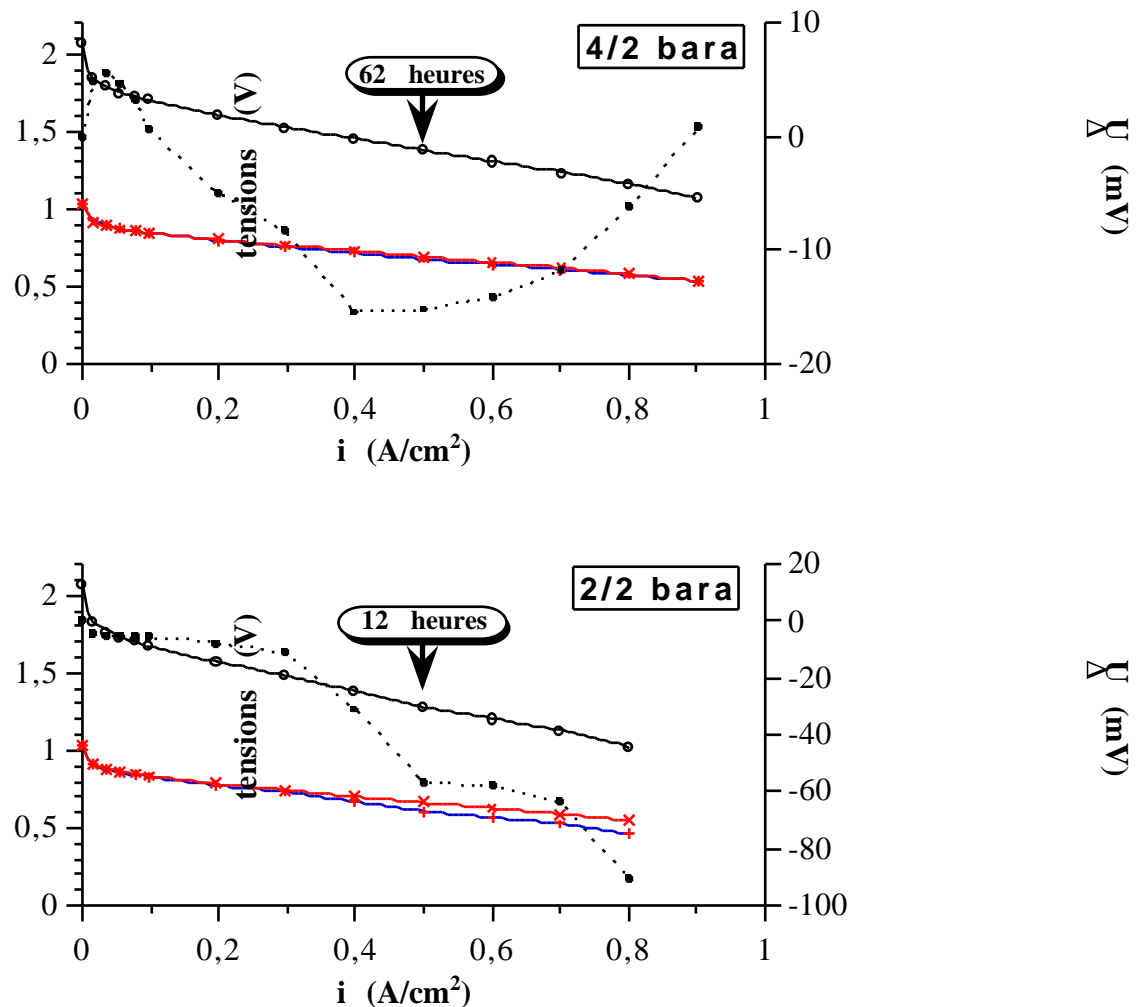 4/2 bara
62 heures
tensions (V)
2
1,5
1
0,5
0
10
0
-10
-20
ΔU (mV)
0 0,2 0,4 0,6 0,8 1
i (A/cm²)
2/2 bara
12 heures
tensions (V)
2
1,5
1
0,5
0
20
0
-20
-40
-60
-80
-100
ΔU (mV)
0 0,2 0,4 0,6 0,8 1
i (A/cm²)